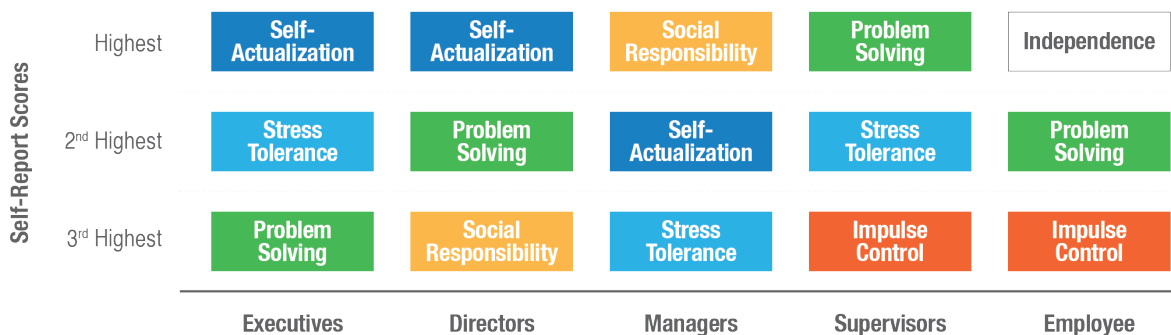 Self-Report Scores
Highest
Self-
Actualization
Self-
Actualization
Social
Responsibility
Problem
Solving
Independence
2nd Highest
Stress
Tolerance
Problem
Solving
Self-
Actualization
Stress
Tolerance
Problem
Solving
3rd Highest
Problem
Solving
Social
Responsibility
Stress
Tolerance
Impulse
Control
Impulse
Control
Executives
Directors
Managers
Supervisors
Employee